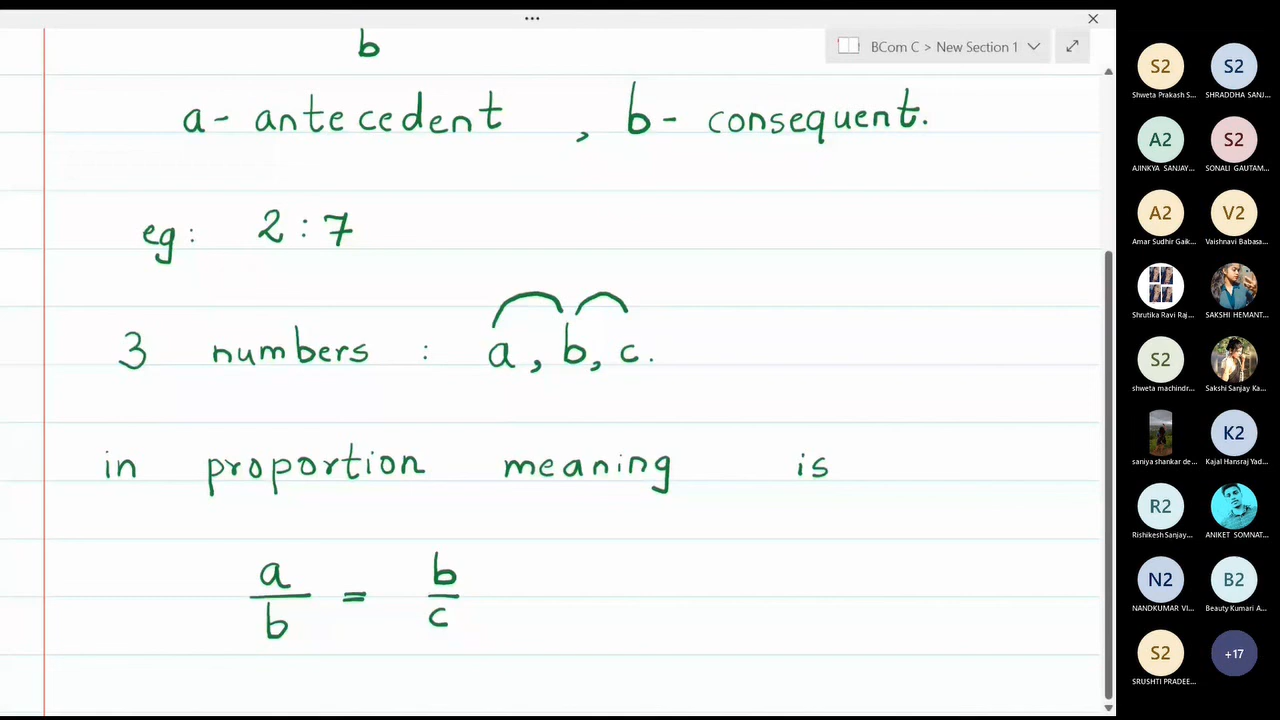 ...
BCom C > New Section 1
b
a - antecedent , b - consequent.
eg: 2 : 7
3 numbers : a, b, c.
in proportion meaning is
a/b = b/c
S2 S2
Shweta Prakash S... SHRADDHA SANJ...
A2 S2
AJINKYA SANJAY... SONALI GAUTAM...
A2 V2
Amar Sudhir Gaik... Vaishnavi Babasa...
Shrutika Ravi Raj... SAKSHI HEMANT...
S2
shweta machindr... Sakshi Sanjay Ka...
K2
saniya shankar de... Kajal Hansraj Yad...
R2
Rishikesh Sanjay... ANIKET SOMNAT...
N2 B2
NANDKUMAR VI... Beauty Kumari A...
S2 +17
SRUSHTI PRADEE...